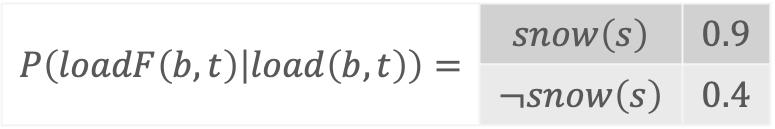 snow(s) 0.9
P(loadF(b,t)|load(b,t)) =
¬snow(s) 0.4